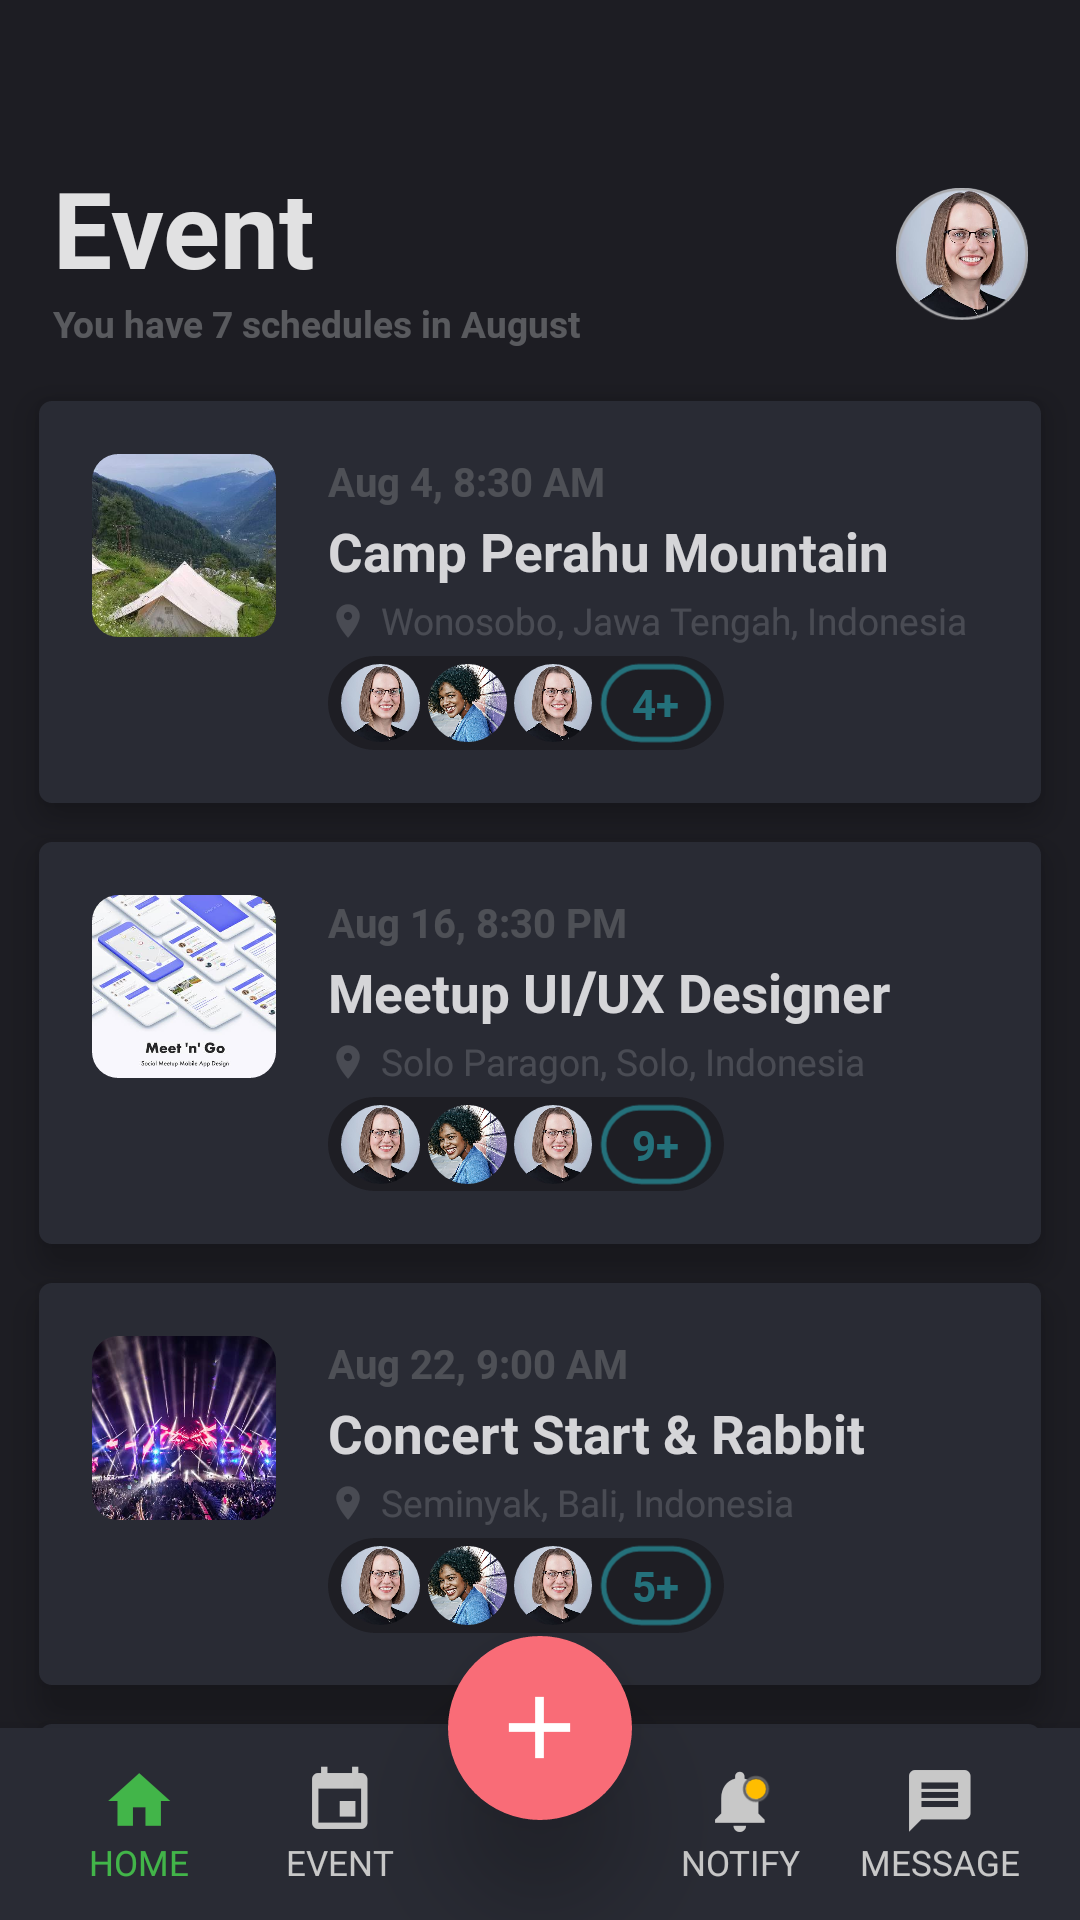 Event
You have 7 schedules in August
Aug 4, 8:30 AM
Camp Perahu Mountain
Wonosobo, Jawa Tengah, Indonesia
4+
Aug 16, 8:30 PM
Meetup UI/UX Designer
Meet 'n' Go
Social Meetup Mobile App Design
Solo Paragon, Solo, Indonesia
9+
Aug 22, 9:00 AM
Concert Start & Rabbit
Seminyak, Bali, Indonesia
5+
HOME
EVENT
NOTIFY
MESSAGE